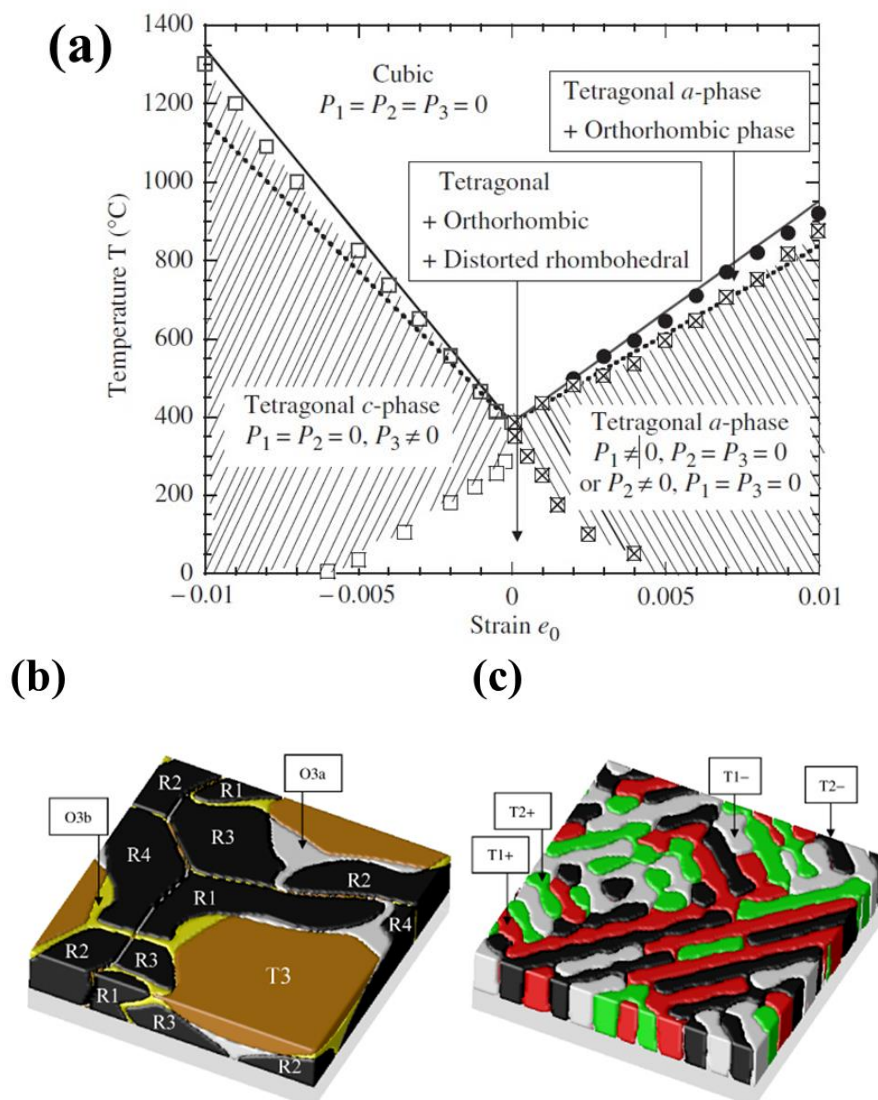 (a)
1400
1200
1000
800
600
400
200
0
Temperature T (°C)
Cubic
P₁ = P₂ = P₃ = 0
Tetragonal a-phase
+ Orthorhombic phase
Tetragonal
+ Orthorhombic
+ Distorted rhombohedral
Tetragonal c-phase
P₁ = P₂ = 0, P₃ ≠ 0
Tetragonal a-phase
P₁ ≠ 0, P₂ = P₃ = 0
or P₂ ≠ 0, P₁ = P₃ = 0
−0.01
−0.005
0
0.005
0.01
Strain e₀
(b)
O3a
O3b
R2
R1
R3
R4
R2
R1
R4
R2
R3
T3
R1
R3
R2
(c)
T1−
T2−
T2+
T1+